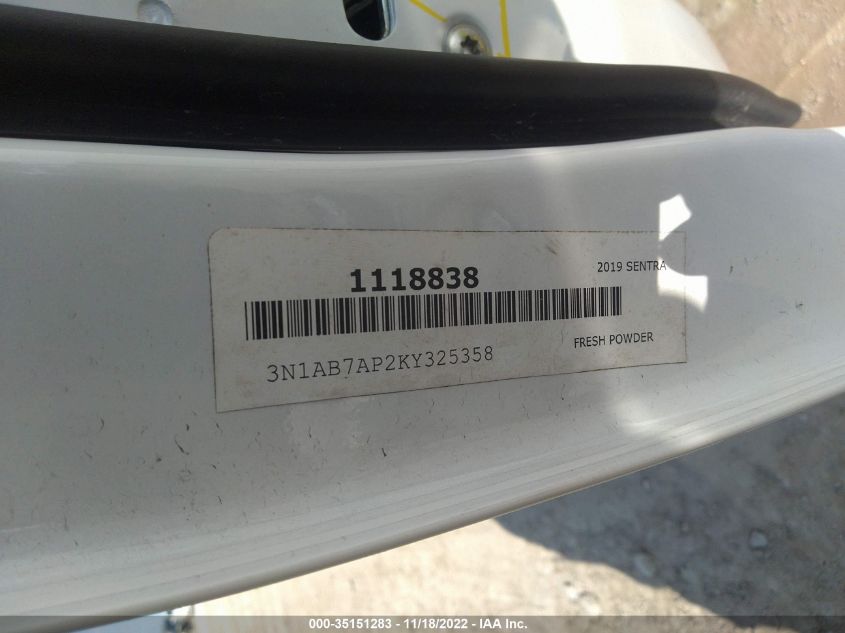 1118838
2019 SENTRA
3N1AB7AP2KY325358
FRESH POWDER
000-35151283 - 11/18/2022 - IAA Inc.